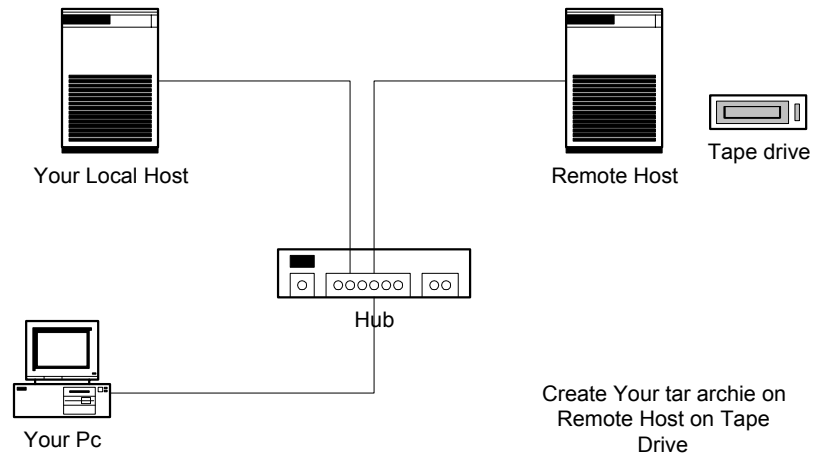 Your Local Host
Remote Host
Tape drive
Hub
Your Pc
Create Your tar archie on
Remote Host on Tape
Drive